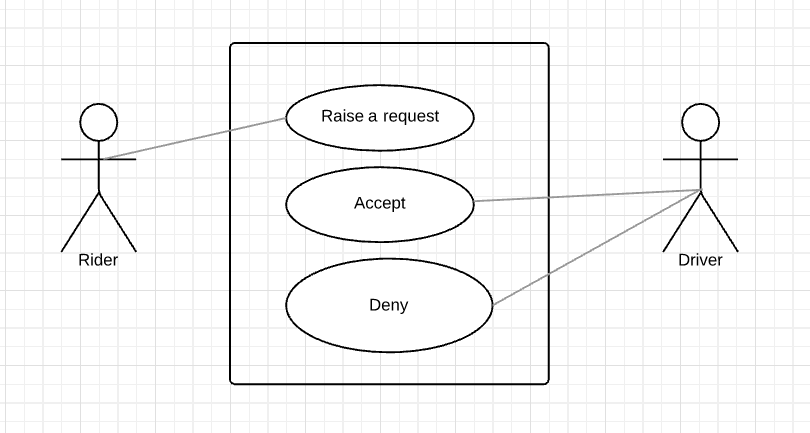 Raise a request
Accept
Deny
Rider
Driver